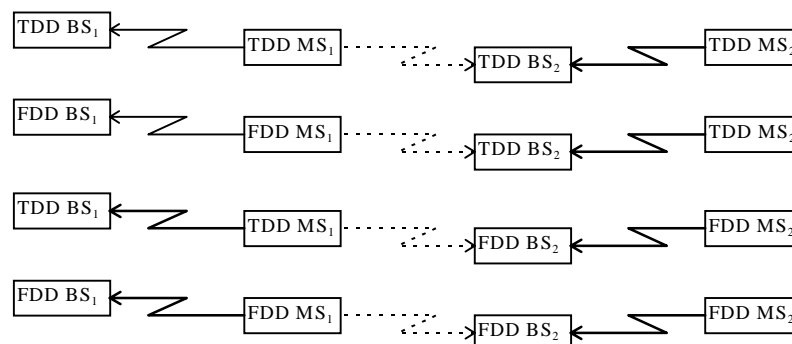 TDD BS₁ TDD MS₁ TDD BS₂ TDD MS₂
FDD BS₁ FDD MS₁ TDD BS₂ TDD MS₂
TDD BS₁ TDD MS₁ FDD BS₂ FDD MS₂
FDD BS₁ FDD MS₁ FDD BS₂ FDD MS₂